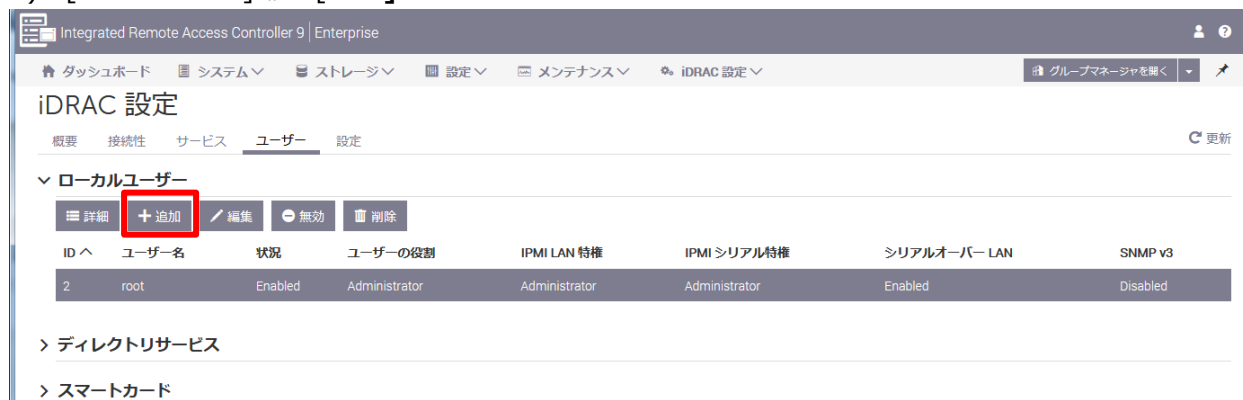 Integrated Remote Access Controller 9 | Enterprise
ダッシュボード システム ストレージ 設定 メンテナンス iDRAC 設定 グループマネージャを開く
iDRAC 設定
概要 接続性 サービス ユーザー 設定 更新
ローカルユーザー
詳細 追加 編集 無効 削除
ID ユーザー名 状況 ユーザーの役割 IPMI LAN 特権 IPMI シリアル特権 シリアルオーバー LAN SNMP v3
2 root Enabled Administrator Administrator Administrator Enabled Disabled
ディレクトリサービス
スマートカード